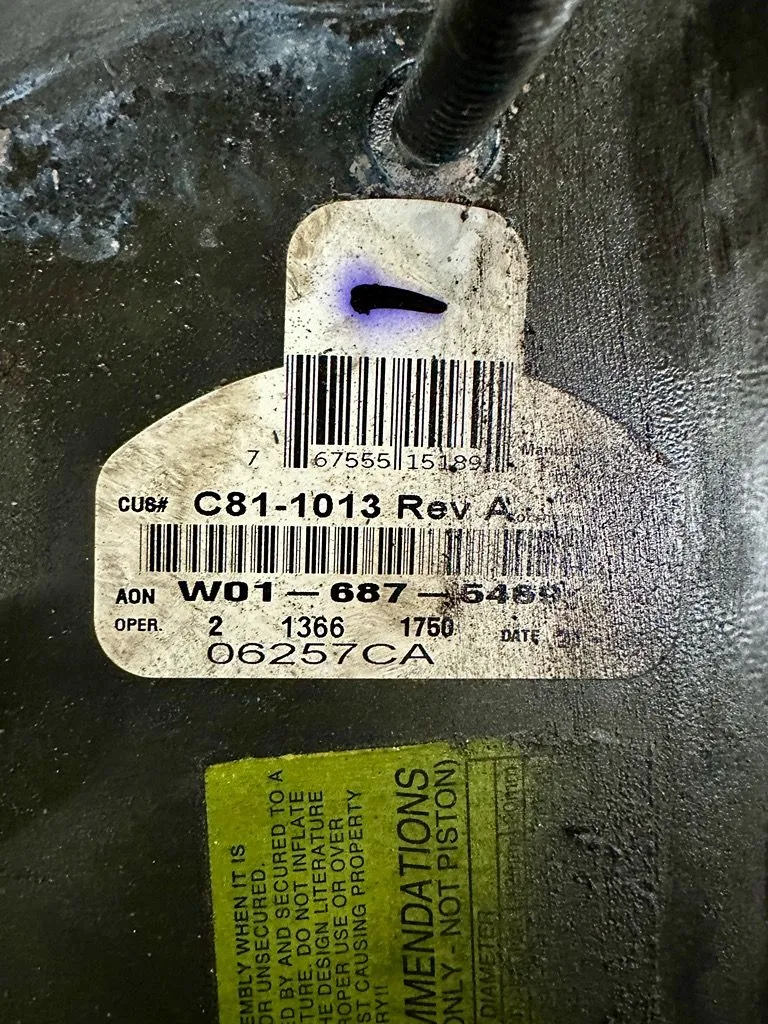 7 67555 15189
CUS# C81-1013 Rev A
AON W01-687-
OPER. 2 1366 1750 DATE
06257CA
EMBLY WHEN IT IS
OR UNSECURED.
ED BY AND SECURED TO A
TURE. DO NOT INFLATE
HE DESIGN LITERATURE
ROPER USE OR OVER
ST CAUSING PROPERTY
RY!!
MMENDATIONS
ONLY - NOT PISTON)
DIAMETER